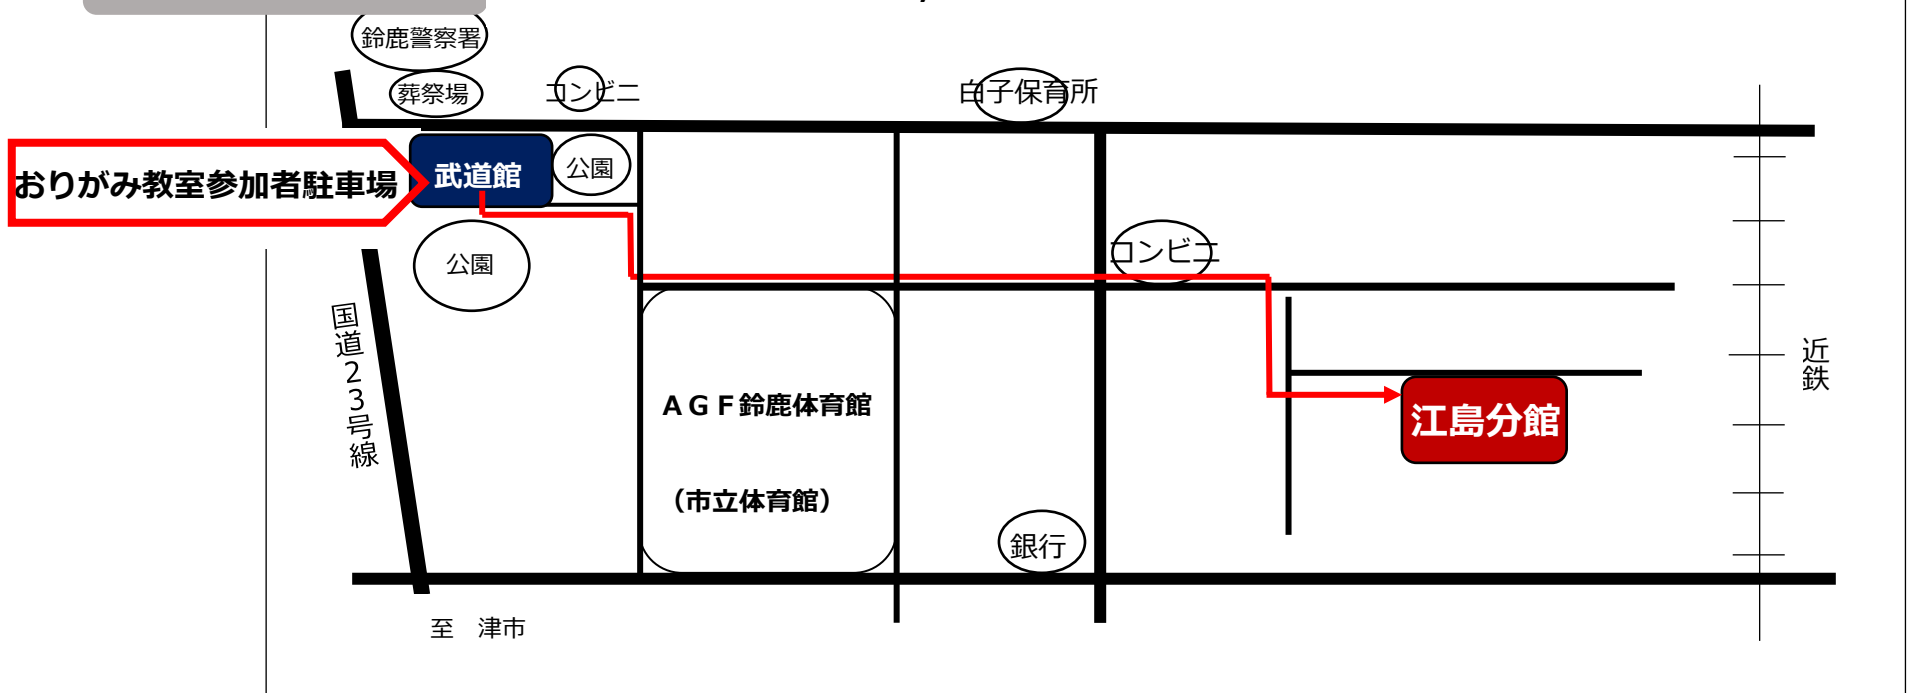 鈴鹿警察署
葬祭場
コンビニ
白子保育所
おりがみ教室参加者駐車場
武道館
公園
公園
コンビニ
国道23号線
近鉄
AGF鈴鹿体育館
(市立体育館)
江島分館
銀行
至 津市